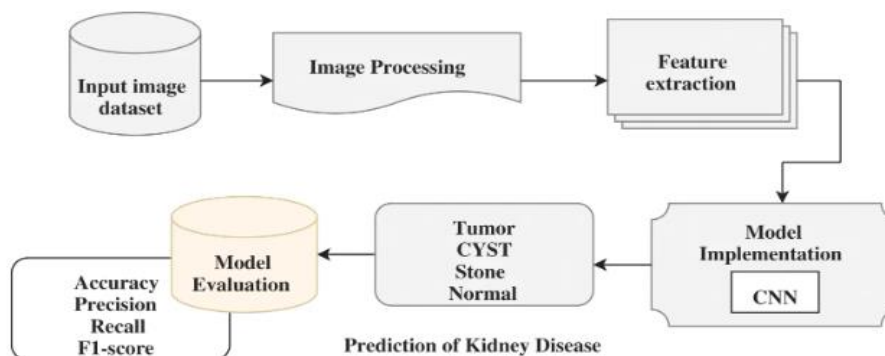 Input image
dataset
Image Processing
Feature
extraction
Model
Implementation
CNN
Tumor
CYST
Stone
Normal
Model
Evaluation
Accuracy
Precision
Recall
F1-score
Prediction of Kidney Disease